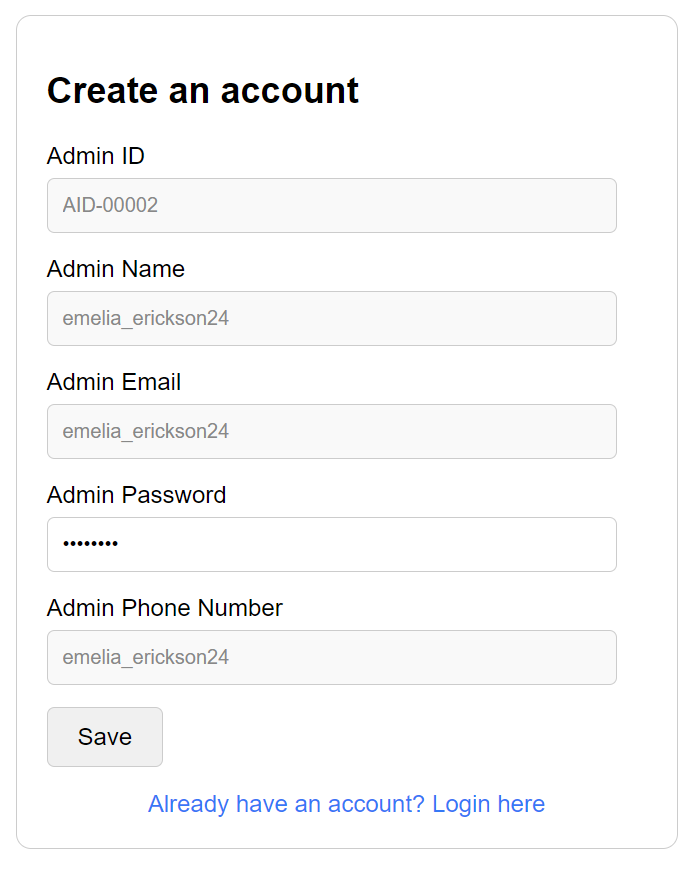 Create an account
Admin ID
AID-00002
Admin Name
emelia_erickson24
Admin Email
emelia_erickson24
Admin Password
••••••••
Admin Phone Number
emelia_erickson24
Save
Already have an account? Login here